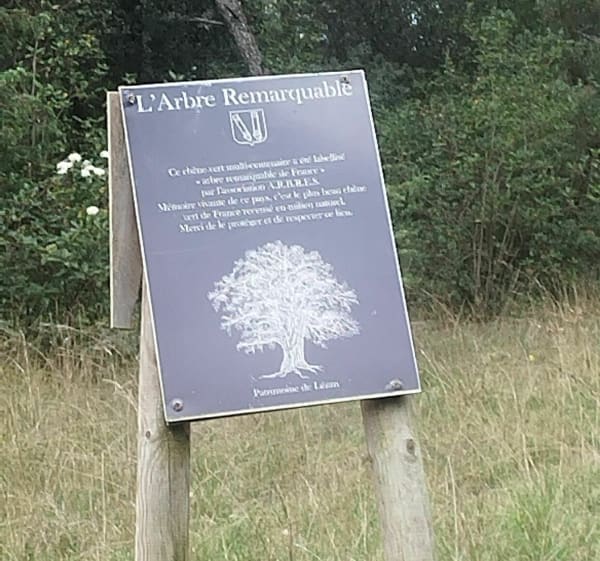 L'Arbre Remarquable
Ce chêne vert multi-centenaire a été labellisé
« arbre remarquable de France »
par l'association A.R.B.R.E.S.
Mémoire vivante de ce pays, c'est le plus beau chêne
vert de France recensé en milieu naturel.
Merci de le protéger et de respecter ce lieu.
Patrimoine de Lézan